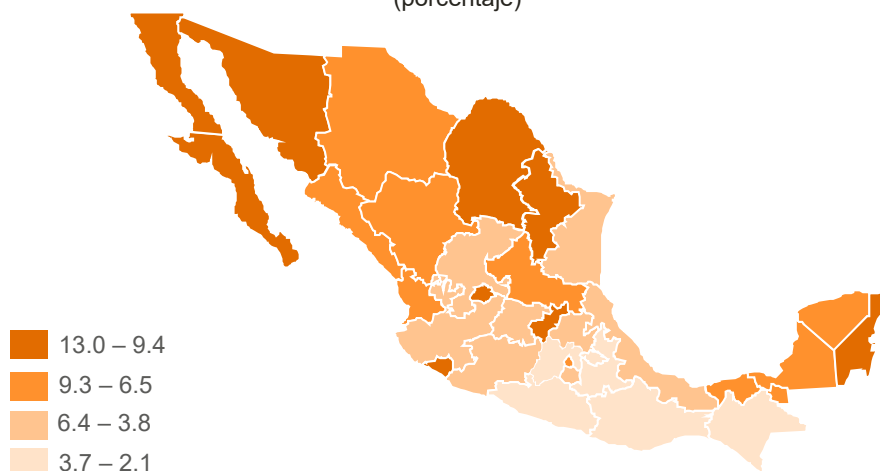 (porcentaje)
13.0 – 9.4
9.3 – 6.5
6.4 – 3.8
3.7 – 2.1